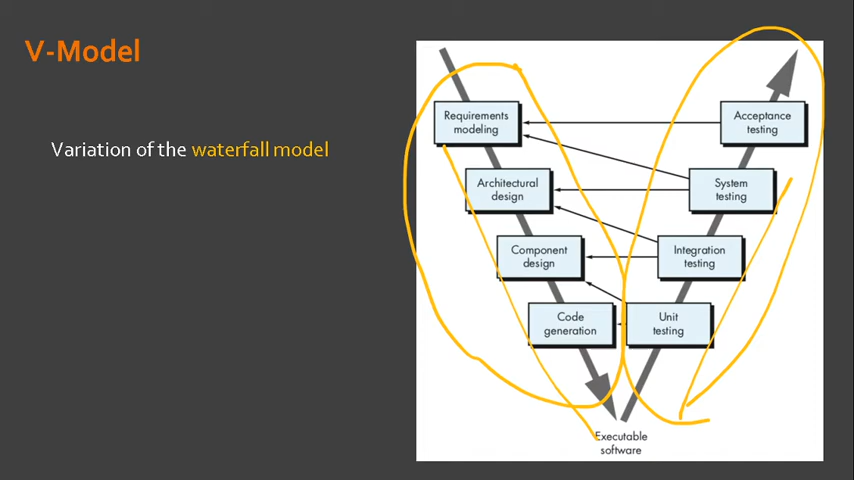 V-Model
Variation of the waterfall model
Requirements
modeling
Acceptance
testing
Architectural
design
System
testing
Component
design
Integration
testing
Code
generation
Unit
testing
Executable
software